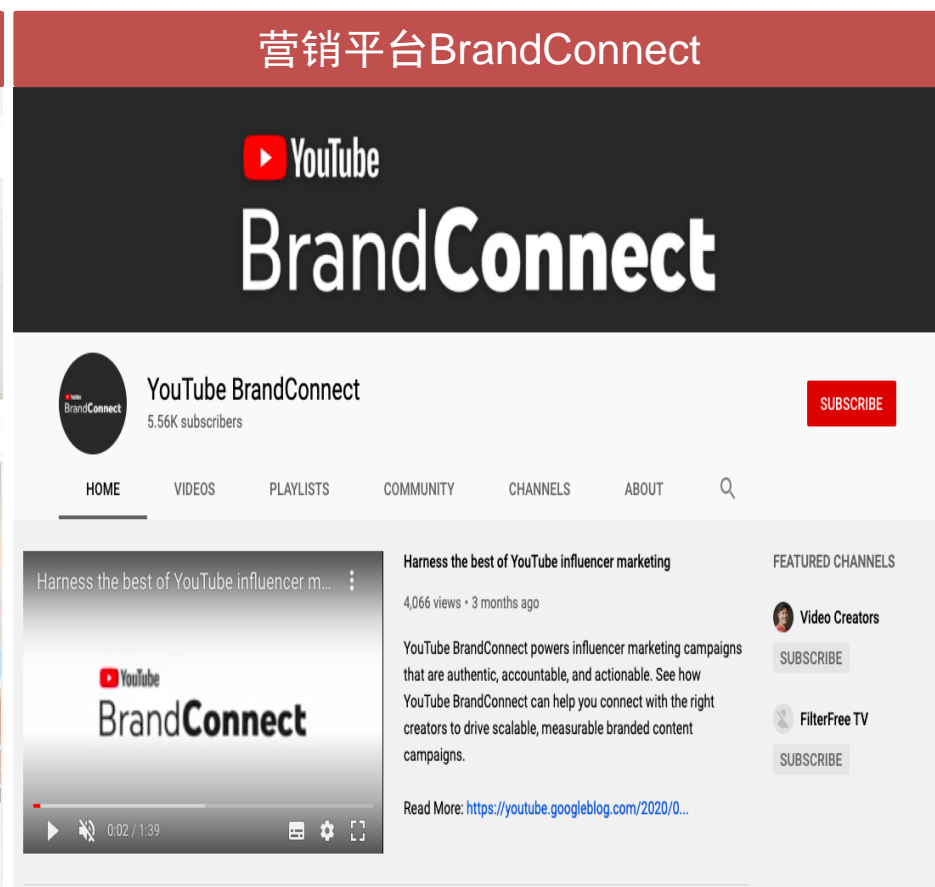 营销平台BrandConnect
YouTube
BrandConnect
YouTube
BrandConnect
YouTube BrandConnect
5.56K subscribers
SUBSCRIBE
HOME VIDEOS PLAYLISTS COMMUNITY CHANNELS ABOUT
Harness the best of YouTube influencer m...
YouTube
BrandConnect
0:02 / 1:39
Harness the best of YouTube influencer marketing
4,066 views • 3 months ago
YouTube BrandConnect powers influencer marketing campaigns
that are authentic, accountable, and actionable. See how
YouTube BrandConnect can help you connect with the right
creators to drive scalable, measurable branded content
campaigns.
Read More: https://youtube.googleblog.com/2020/0...
FEATURED CHANNELS
Video Creators
SUBSCRIBE
FilterFree TV
SUBSCRIBE